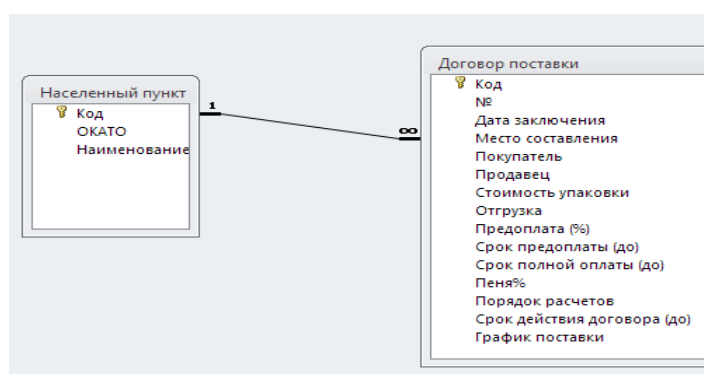 Населенный пункт
Код
ОКАТО
Наименование
1
∞
Договор поставки
Код
№
Дата заключения
Место составления
Покупатель
Продавец
Стоимость упаковки
Отгрузка
Предоплата (%)
Срок предоплаты (до)
Срок полной оплаты (до)
Пеня%
Порядок расчетов
Срок действия договора (до)
График поставки